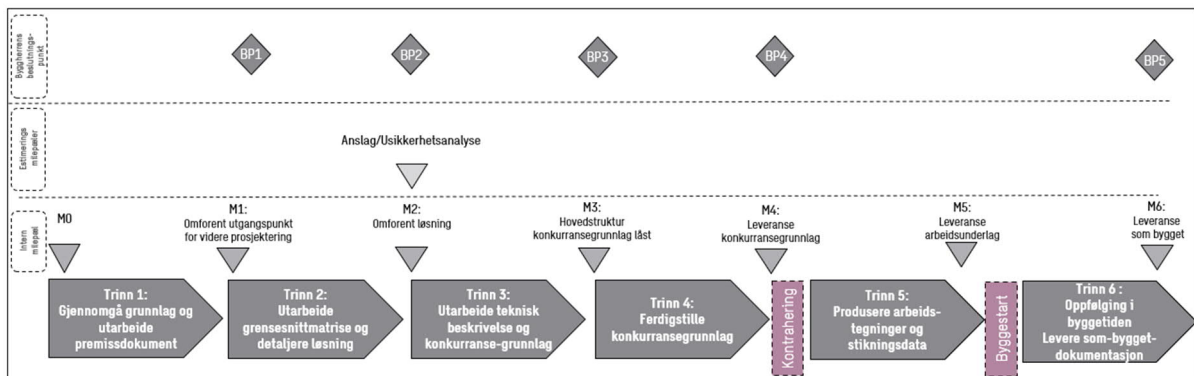 Byggherrens
beslutnings-
punkt
BP1
BP2
BP3
BP4
BP5
Estimerings
milepæler
Anslag/Usikkerhetsanalyse
Intern
milepæl
M0
M1:
Omforent utgangspunkt
for videre prosjektering
M2:
Omforent løsning
M3:
Hovedstruktur
konkurransegrunnlag låst
M4:
Leveranse
konkurransegrunnlag
M5:
Leveranse
arbeidsunderlag
M6:
Leveranse
som bygget
Trinn 1:
Gjennomgå grunnlag og
utarbeide
premissdokument
Trinn 2:
Utarbeide
grensesnittmatrise og
detaljere løsning
Trinn 3:
Utarbeide teknisk
beskrivelse og
konkurranse-grunnlag
Trinn 4:
Ferdigstille
konkurransegrunnlag
Kontrahering
Trinn 5:
Produsere arbeids-
tegninger og
stikningsdata
Byggestart
Trinn 6 :
Oppfølging i
byggetiden
Levere som-bygget-
dokumentasjon